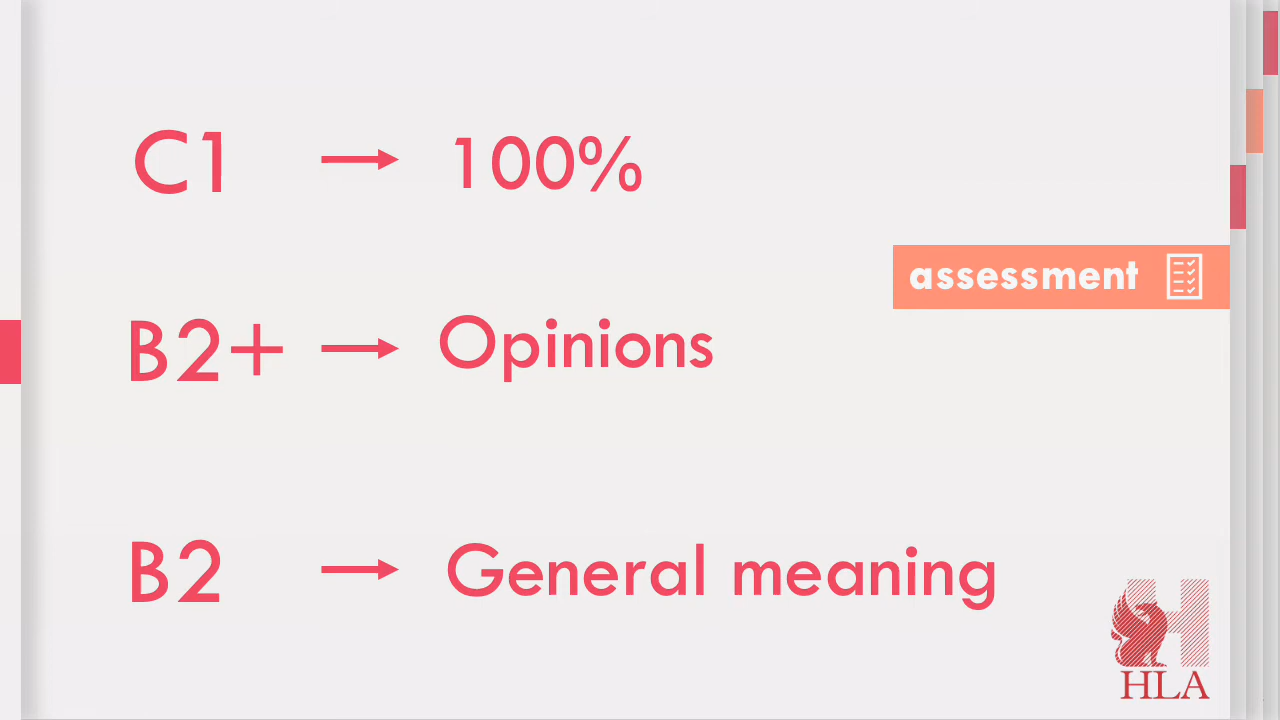 C1 → 100%
assessment
B2+ → Opinions
B2 → General meaning
H
HLA